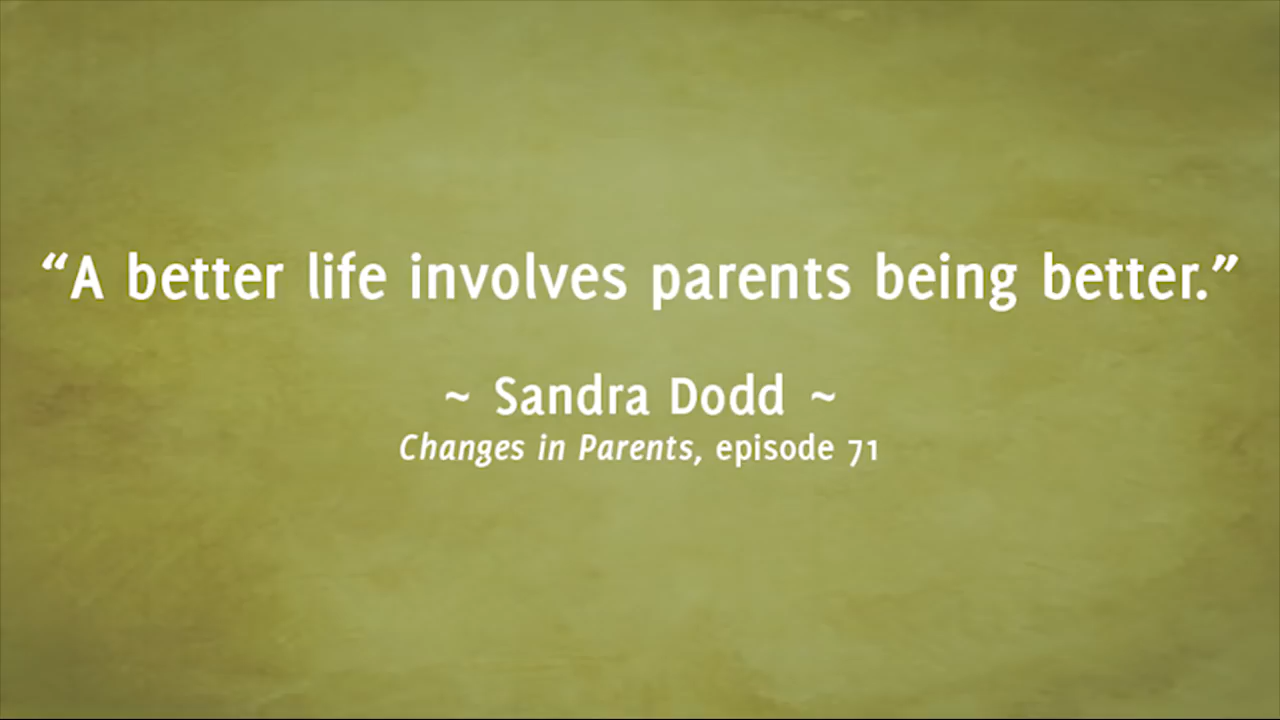 “A better life involves parents being better.”
~ Sandra Dodd ~
Changes in Parents, episode 71